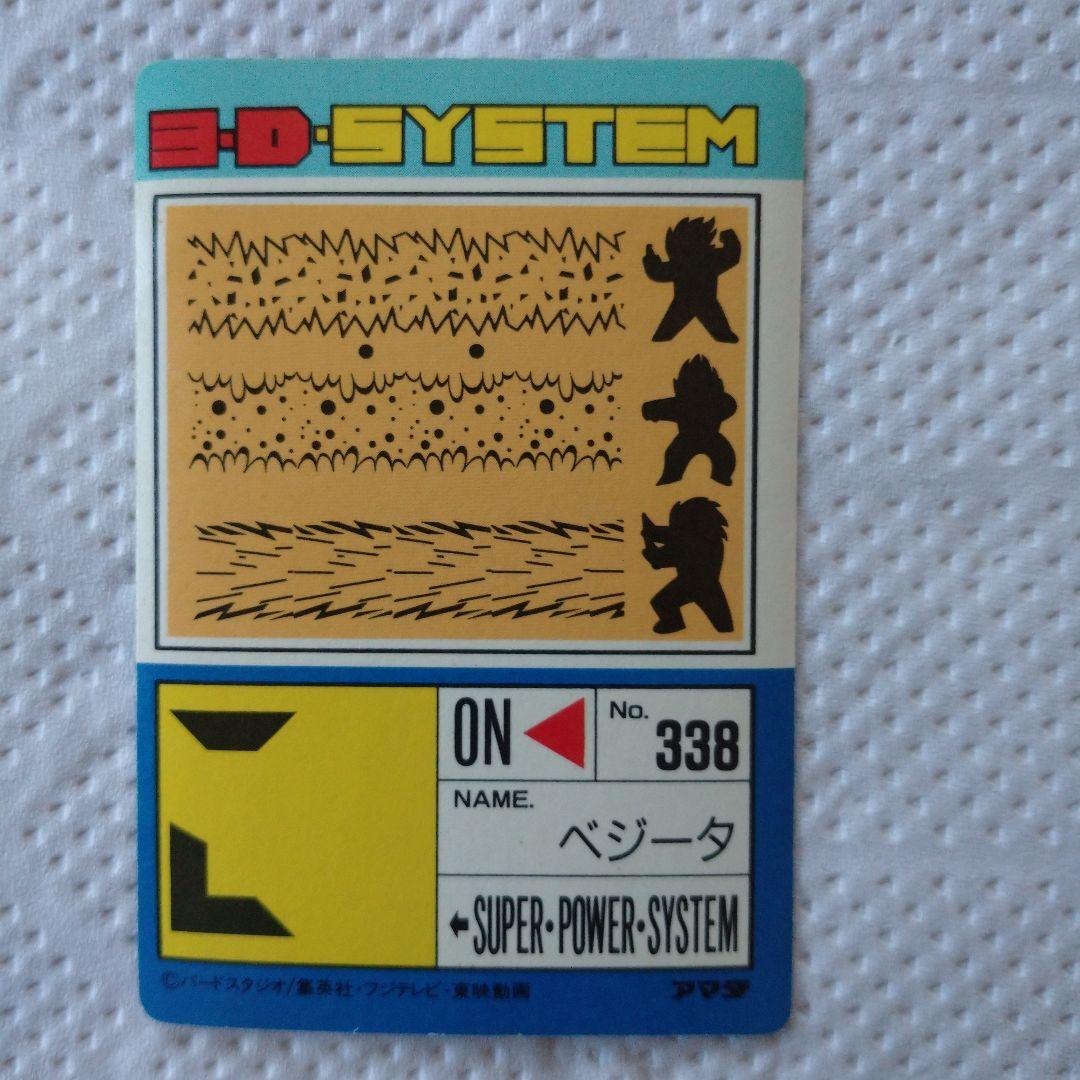 3·D·SYSTEM
ON
No.
338
NAME.
ベジータ
←SUPER·POWER·SYSTEM
©バードスタジオ/集英社・フジテレビ・東映動画
アマダ